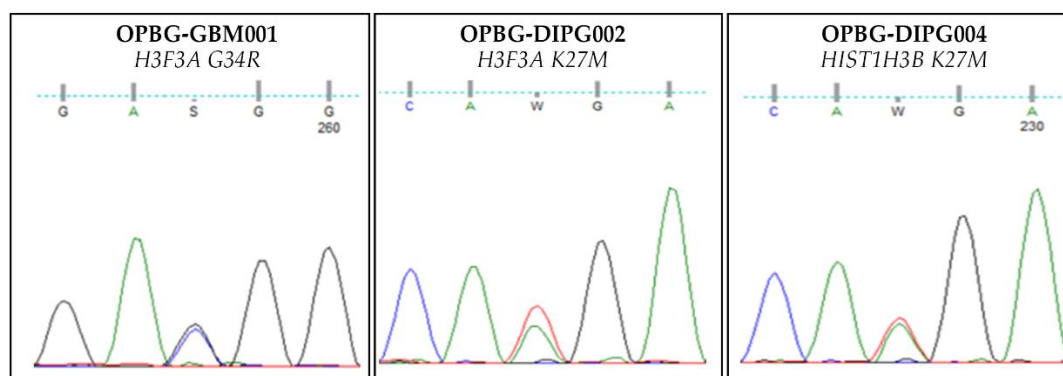 OPBG-GBM001
H3F3A G34R
G A S G G
260
OPBG-DIPG002
H3F3A K27M
C A W G A
OPBG-DIPG004
HIST1H3B K27M
C A W G A
230